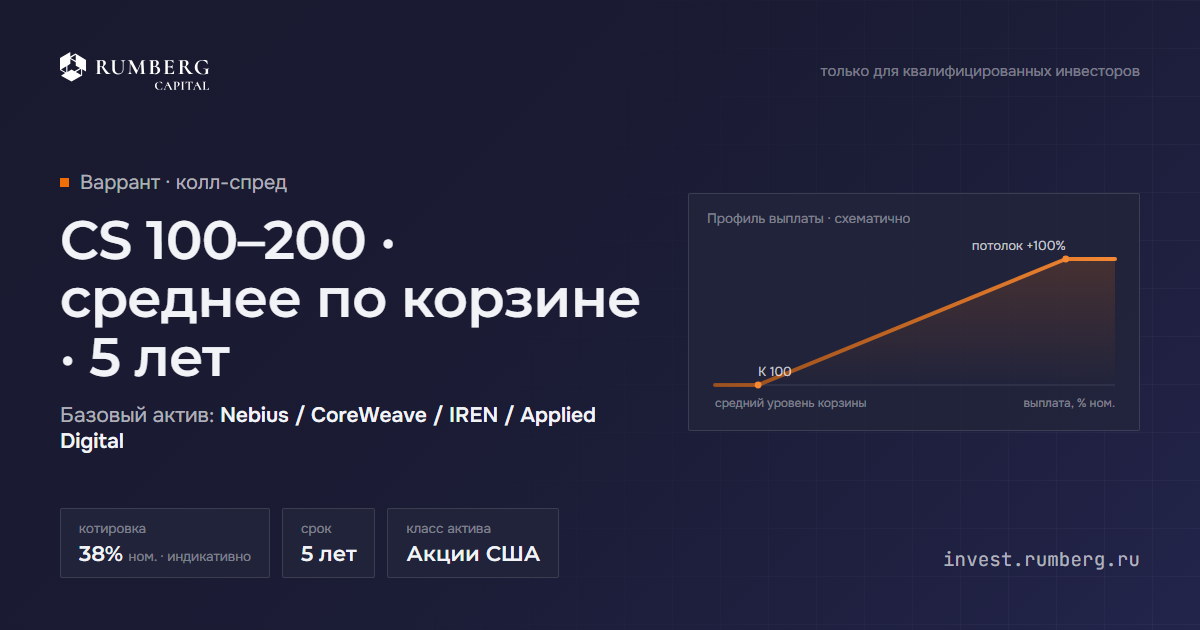 RUMBERG
CAPITAL
только для квалифицированных инвесторов
Варрант · колл-спред
CS 100–200 ·
среднее по корзине
· 5 лет
Базовый актив: Nebius / CoreWeave / IREN / Applied
Digital
Профиль выплаты · схематично
потолок +100%
К 100
средний уровень корзины
выплата, % ном.
котировка
38% ном. · индикативно
срок
5 лет
класс актива
Акции США
invest.rumberg.ru